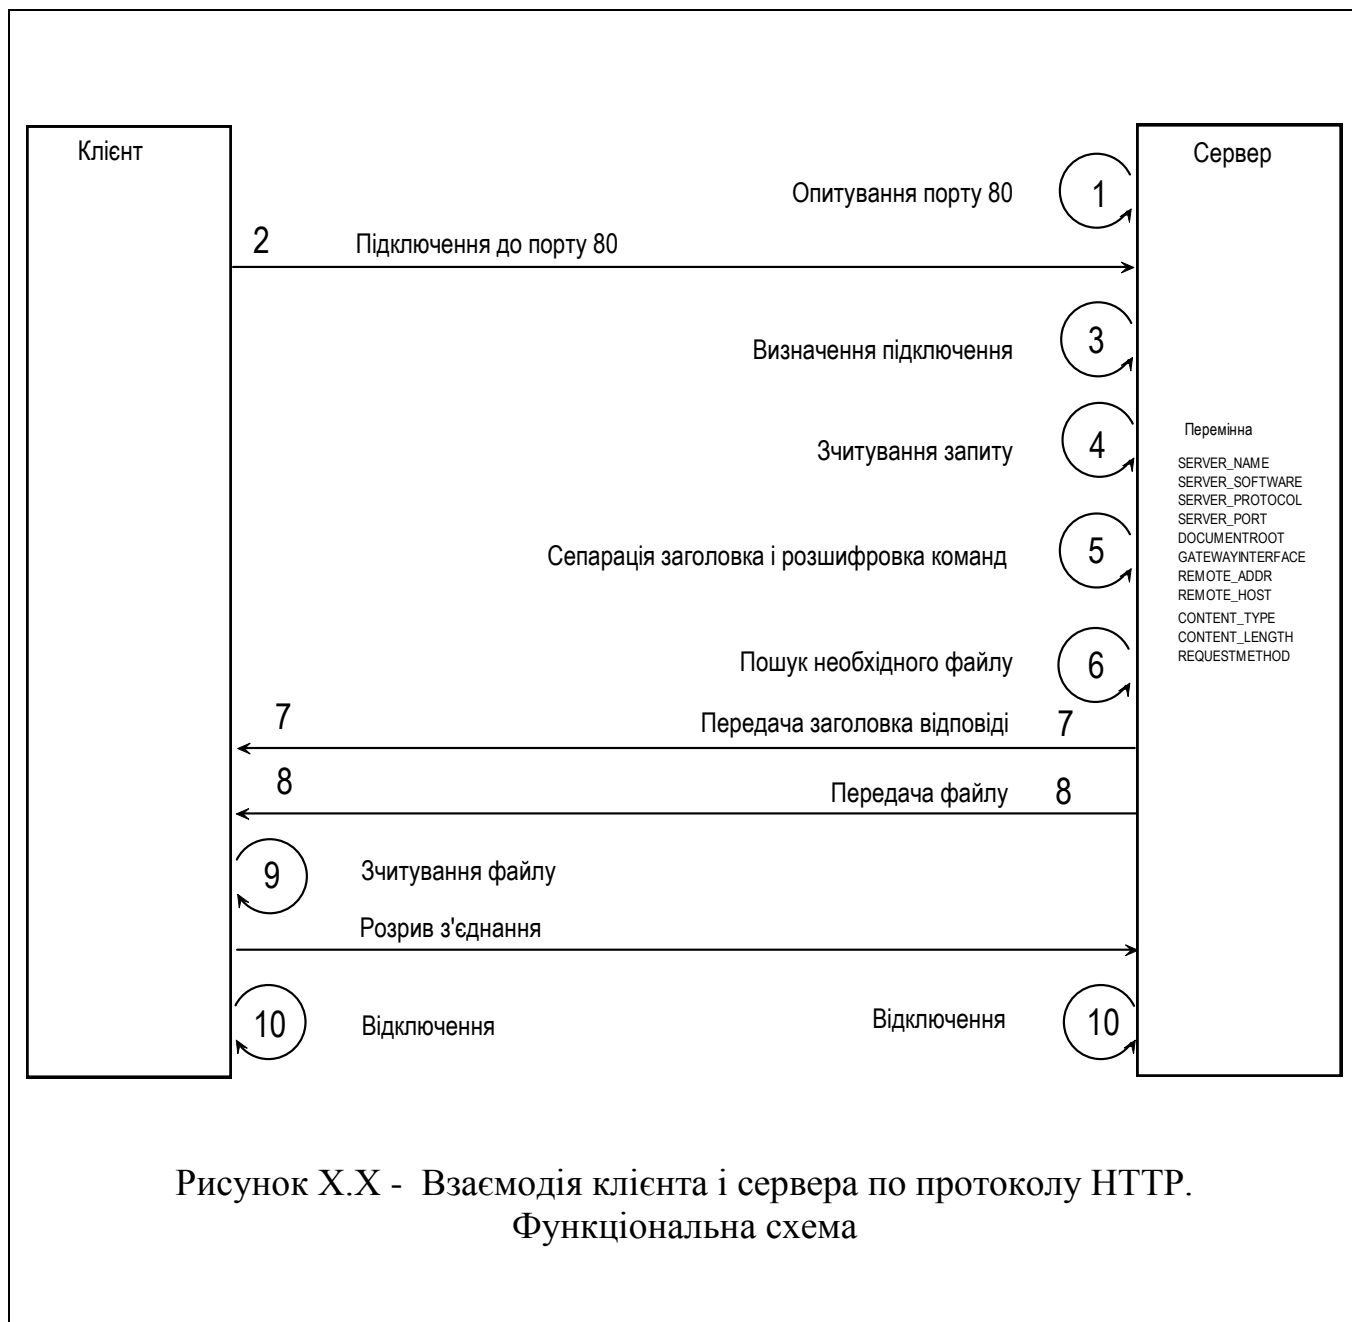 Клієнт
Сервер
Опитування порту 80
1
2
Підключення до порту 80
Визначення підключення
3
Зчитування запиту
4
Перемінна
SERVER_NAME
SERVER_SOFTWARE
SERVER_PROTOCOL
SERVER_PORT
DOCUMENTROOT
GATEWAYINTERFACE
REMOTE_ADDR
REMOTE_HOST
CONTENT_TYPE
CONTENT_LENGTH
REQUESTMETHOD
Сепарація заголовка і розшифровка команд
5
Пошук необхідного файлу
6
7
Передача заголовка відповіді
7
8
Передача файлу
8
9
Зчитування файлу
Розрив з'єднання
10
Відключення
Відключення
10
Рисунок Х.Х - Взаємодія клієнта і сервера по протоколу HTTP.
Функціональна схема